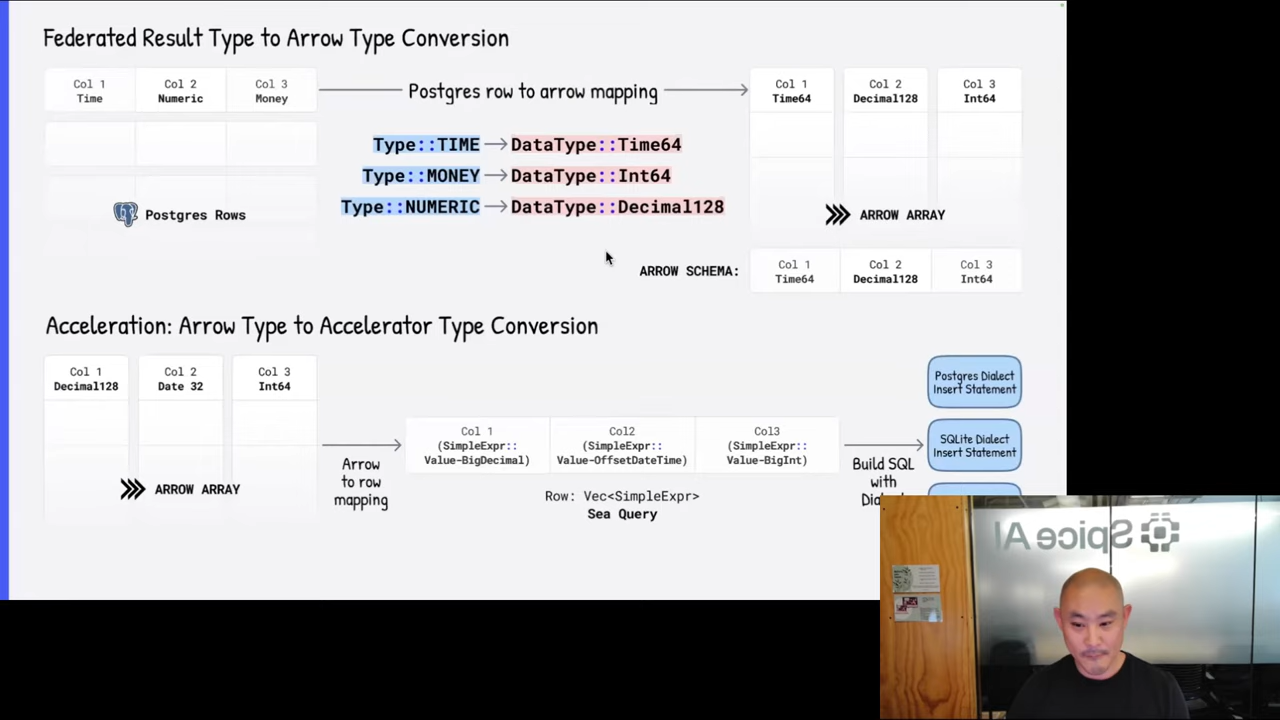 Federated Result Type to Arrow Type Conversion
Col 1 Col 2 Col 3
Time Numeric Money
Postgres row to arrow mapping
Col 1 Col 2 Col 3
Time64 Decimal128 Int64
Type::TIME → DataType::Time64
Type::MONEY → DataType::Int64
Type::NUMERIC → DataType::Decimal128
Postgres Rows
ARROW ARRAY
ARROW SCHEMA:
Col 1 Col 2 Col 3
Time64 Decimal128 Int64
Acceleration: Arrow Type to Accelerator Type Conversion
Col 1 Col 2 Col 3
Decimal128 Date 32 Int64
ARROW ARRAY
Arrow
to row
mapping
Col 1 Col2 Col3
(SimpleExpr:: (SimpleExpr:: (SimpleExpr::
Value-BigDecimal) Value-OffsetDateTime) Value-BigInt)
Row: Vec<SimpleExpr>
Sea Query
Build SQL
with
Postgres Dialect
Insert Statement
SQLite Dialect
Insert Statement
Spice AI